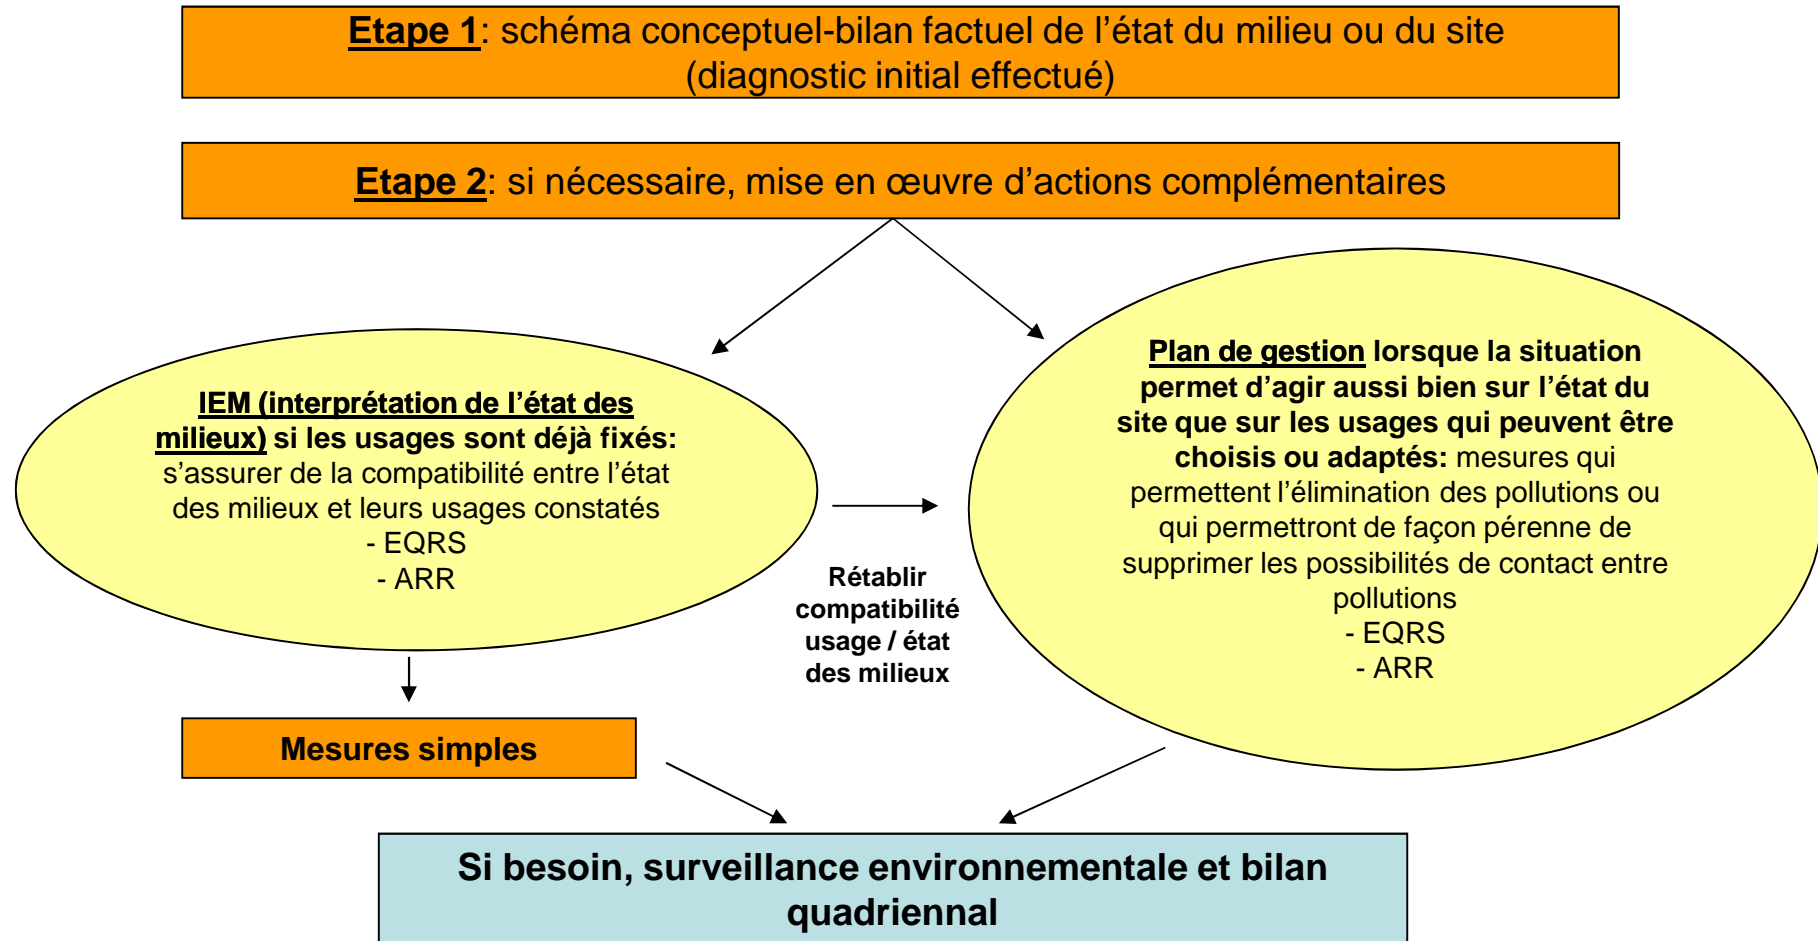 Etape 1: schéma conceptuel-bilan factuel de l’état du milieu ou du site
(diagnostic initial effectué)
Etape 2: si nécessaire, mise en œuvre d’actions complémentaires
IEM (interprétation de l’état des
milieux) si les usages sont déjà fixés:
s’assurer de la compatibilité entre l’état
des milieux et leurs usages constatés
- EQRS
- ARR
Rétablir
compatibilité
usage / état
des milieux
Plan de gestion lorsque la situation
permet d’agir aussi bien sur l’état du
site que sur les usages qui peuvent être
choisis ou adaptés: mesures qui
permettent l’élimination des pollutions ou
qui permettront de façon pérenne de
supprimer les possibilités de contact entre
pollutions
- EQRS
- ARR
Mesures simples
Si besoin, surveillance environnementale et bilan
quadriennal